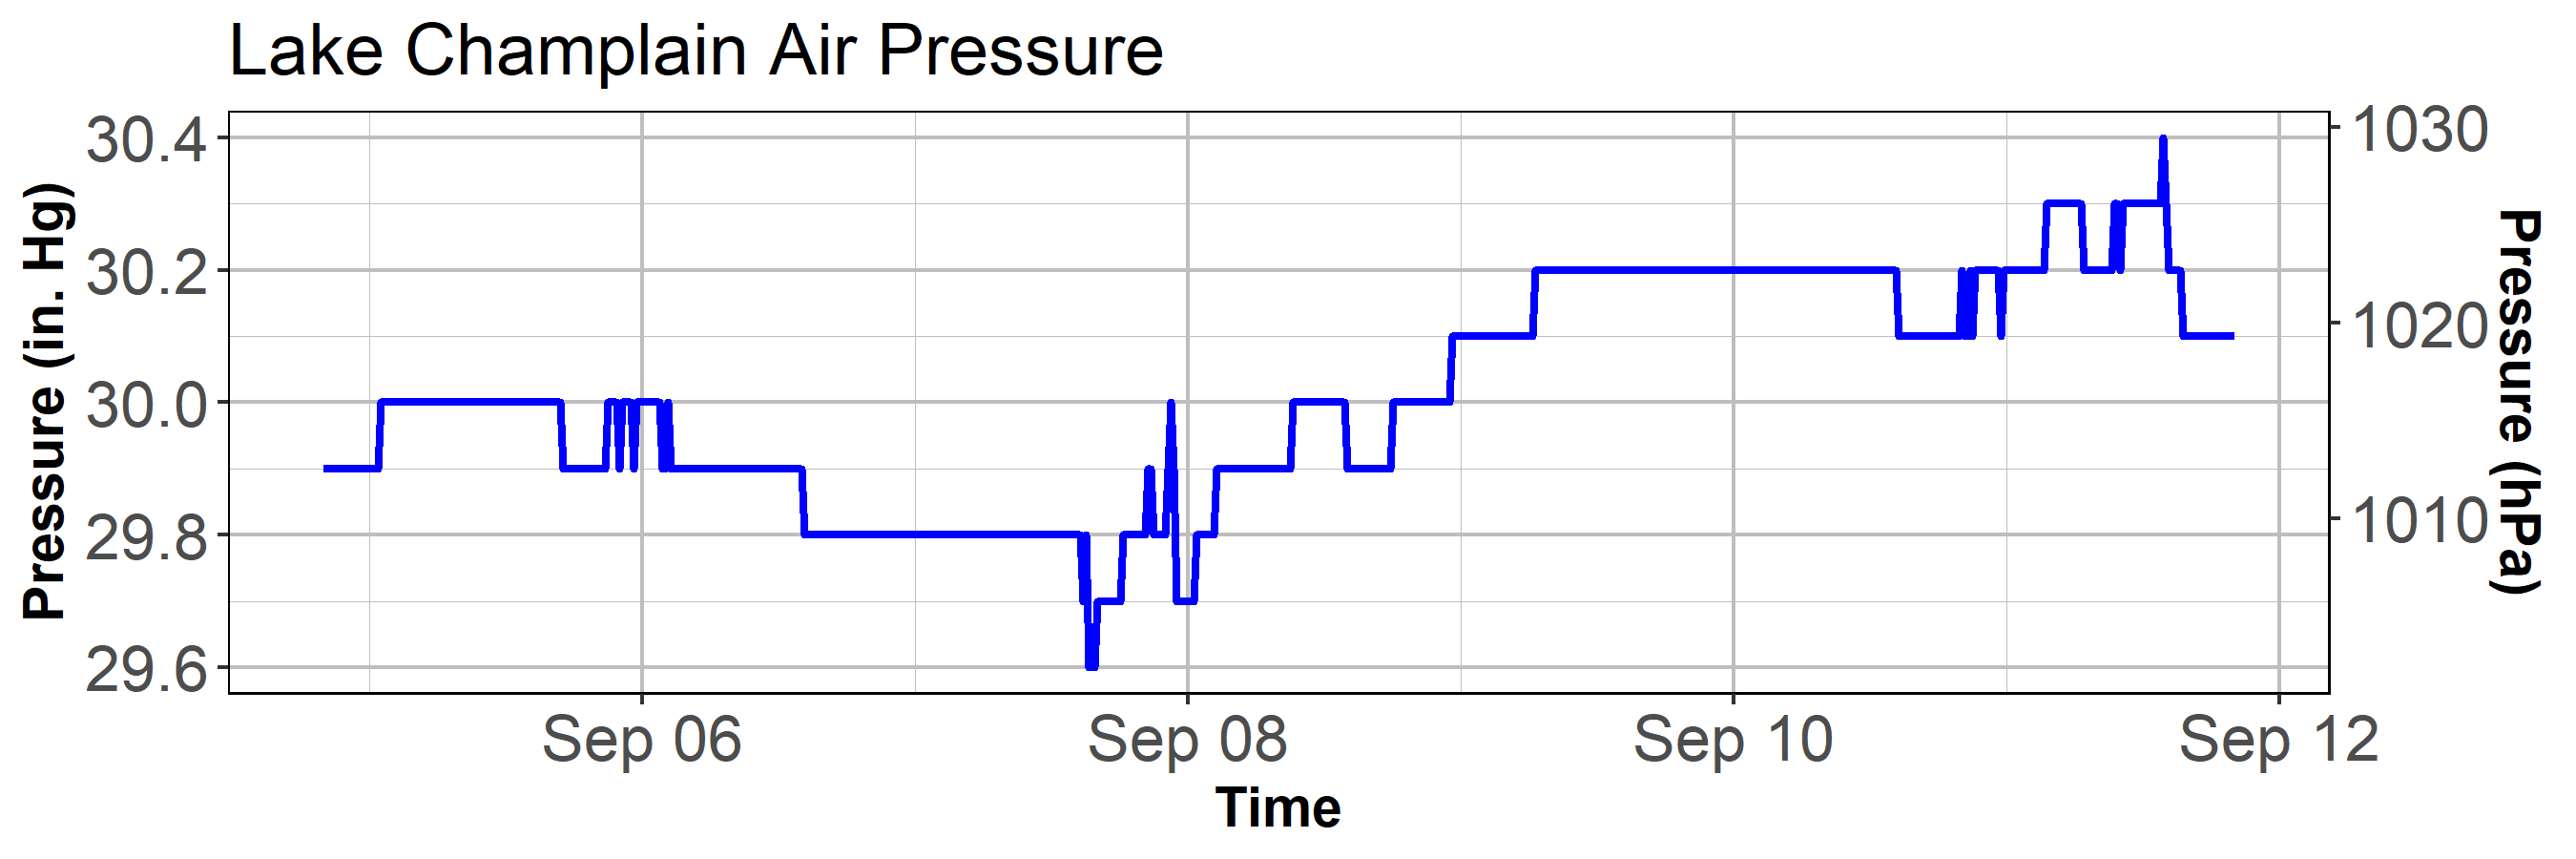 Lake Champlain Air Pressure
Pressure (in. Hg)
30.4
30.2
30.0
29.8
29.6
1030
1020
1010
Pressure (hPa)
Sep 06 Sep 08 Sep 10 Sep 12
Time